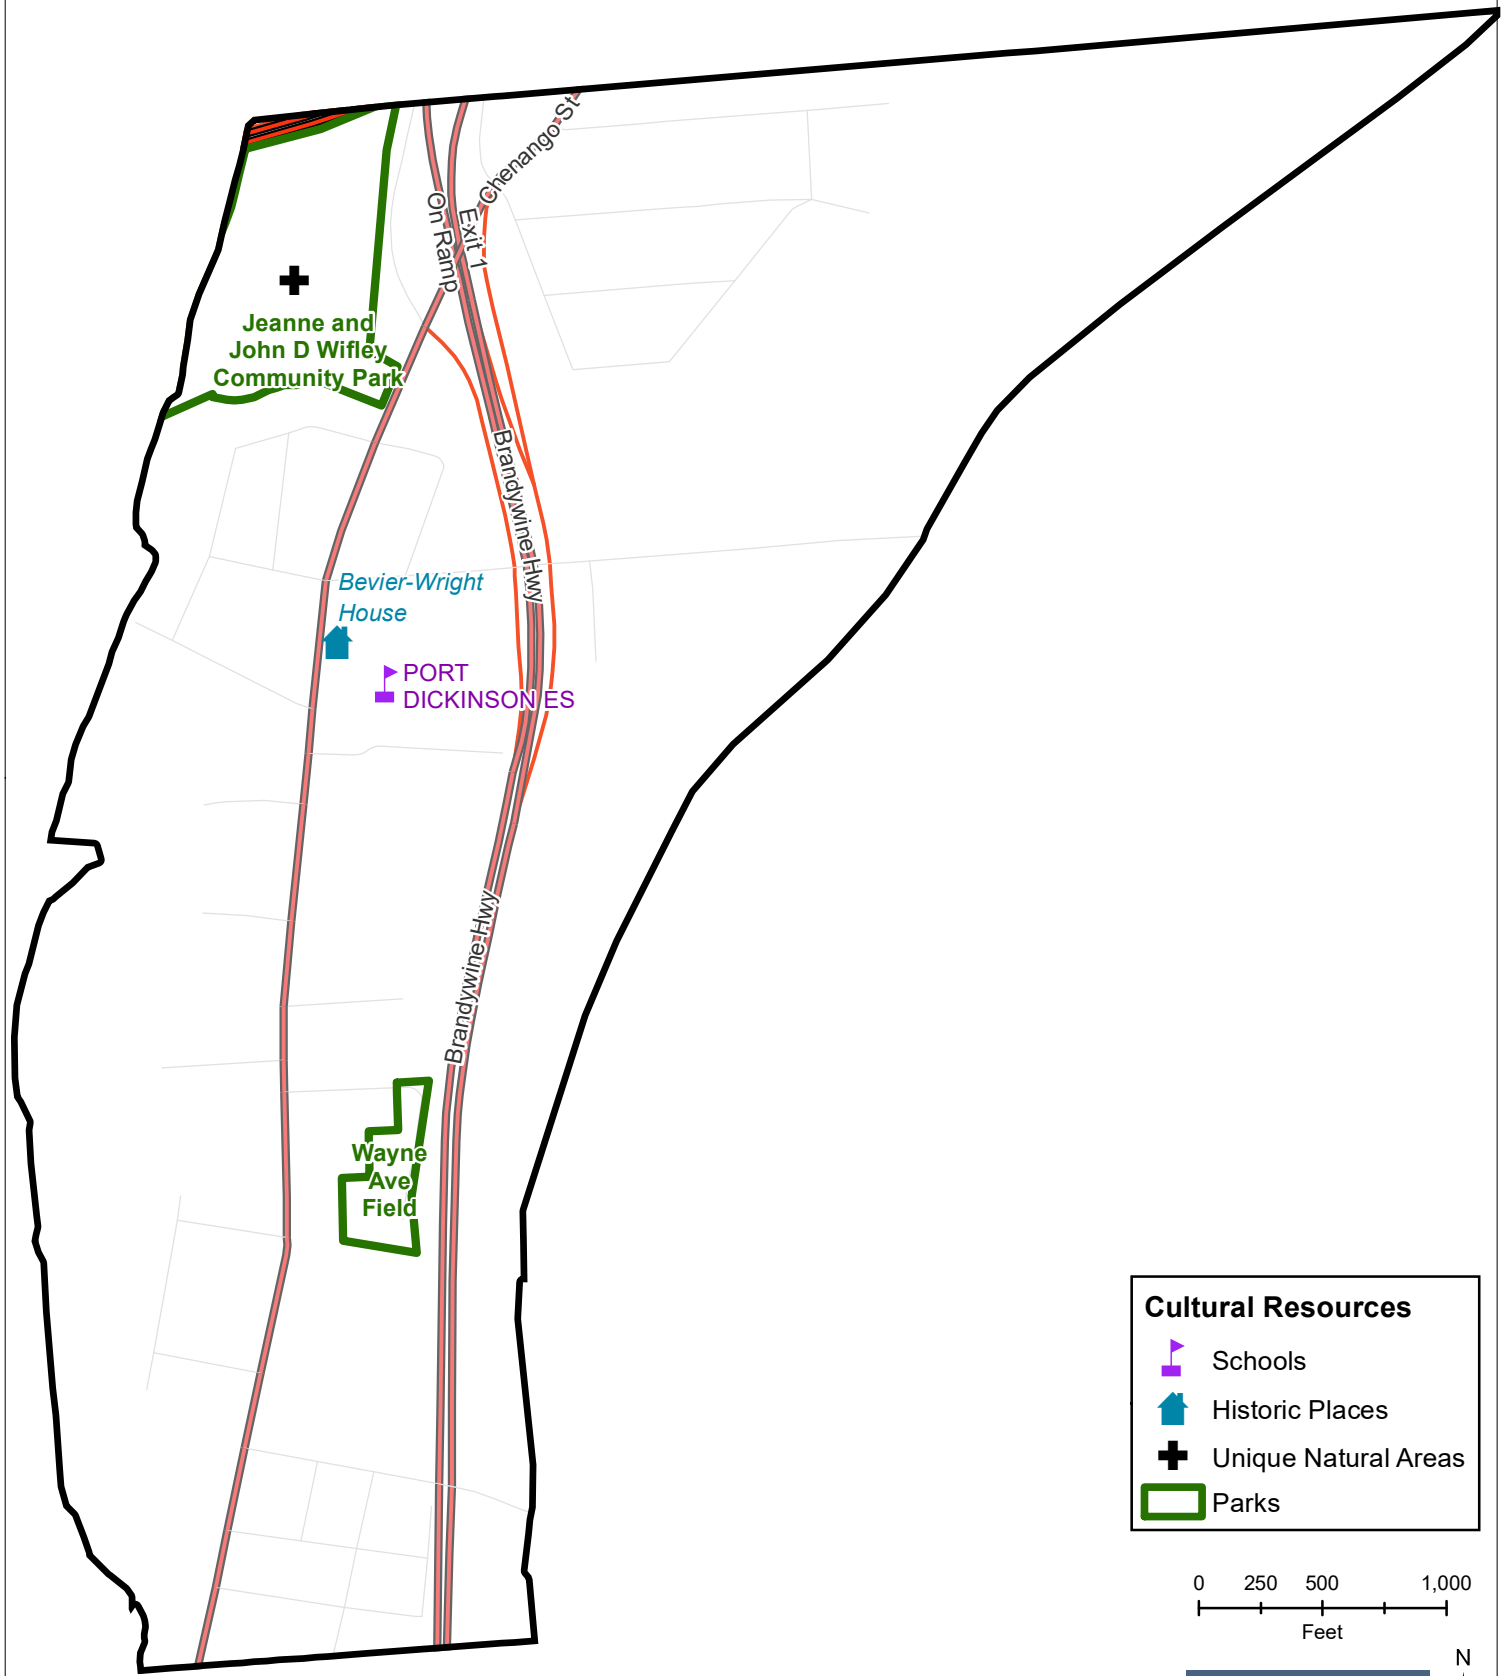 Chenango St
On Ramp
Exit 1
Jeanne and
John D Wifley
Community Park
Brandywine Hwy
Bevier-Wright
House
PORT
DICKINSON ES
Brandywine Hwy
Wayne
Ave
Field
Cultural Resources
Schools
Historic Places
Unique Natural Areas
Parks
0 250 500 1,000
Feet
N